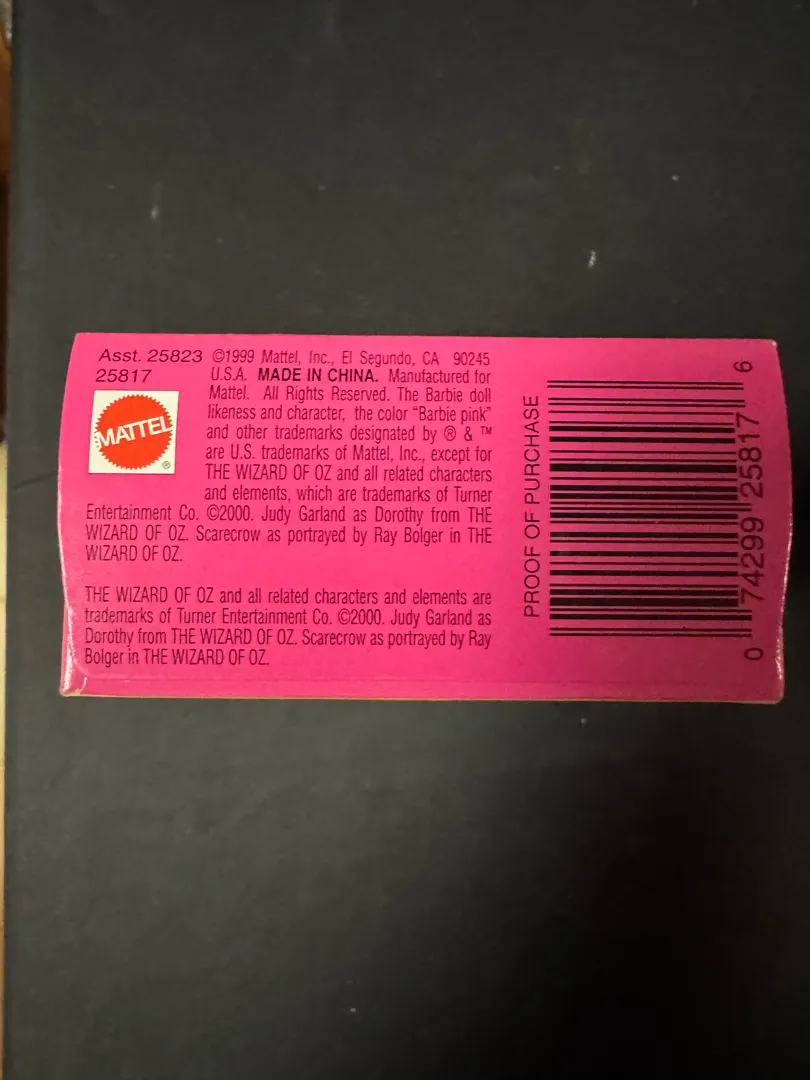 Asst. 25823
25817
MATTEL
®
©1999 Mattel, Inc., El Segundo, CA 90245
U.S.A. MADE IN CHINA. Manufactured for
Mattel. All Rights Reserved. The Barbie doll
likeness and character, the color “Barbie pink”
and other trademarks designated by ® & ™
are U.S. trademarks of Mattel, Inc., except for
THE WIZARD OF OZ and all related characters
and elements, which are trademarks of Turner
Entertainment Co. ©2000. Judy Garland as Dorothy from THE
WIZARD OF OZ. Scarecrow as portrayed by Ray Bolger in THE
WIZARD OF OZ.
THE WIZARD OF OZ and all related characters and elements are
trademarks of Turner Entertainment Co. ©2000. Judy Garland as
Dorothy from THE WIZARD OF OZ. Scarecrow as portrayed by Ray
Bolger in THE WIZARD OF OZ.
PROOF OF PURCHASE
0 74299 25817 6